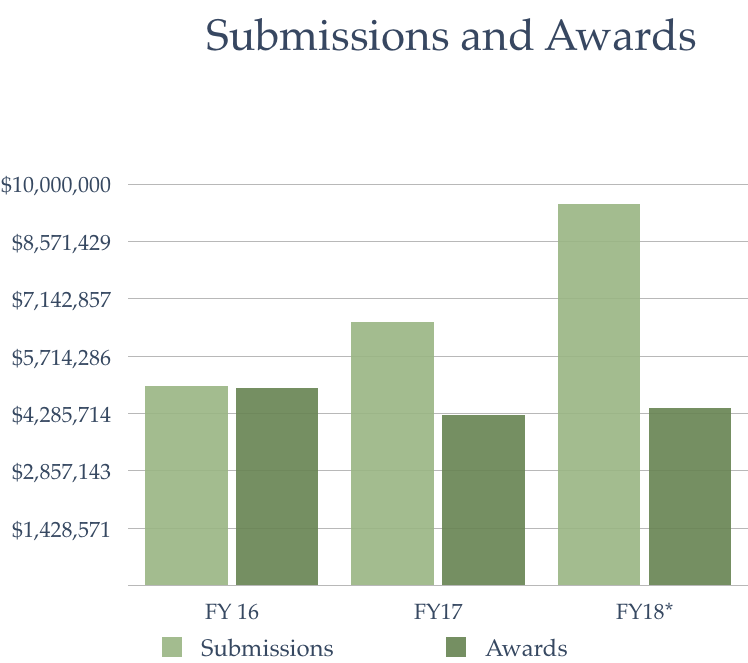 Submissions and Awards
$10,000,000
$8,571,429
$7,142,857
$5,714,286
$4,285,714
$2,857,143
$1,428,571
FY 16 FY17 FY18*
Submissions Awards